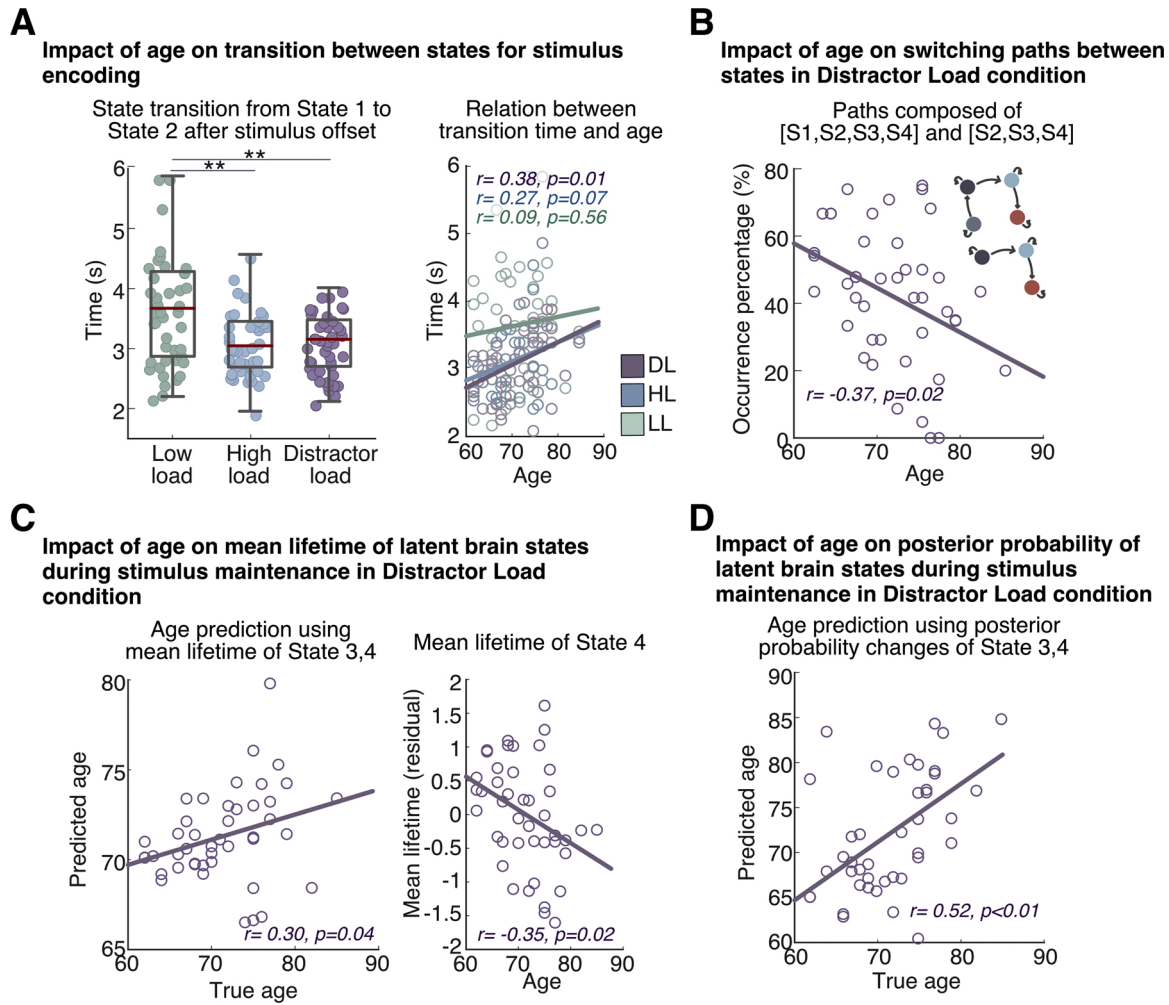 A
Impact of age on transition between states for stimulus
encoding
State transition from State 1 to
State 2 after stimulus offset
**
**
6
5
4
3
2
Time (s)
Low
load
High
load
Distractor
load
Relation between
transition time and age
r= 0.38, p=0.01
r= 0.27, p=0.07
r= 0.09, p=0.56
6
5
4
3
2
Time (s)
60
70
80
90
Age
DL
HL
LL
B
Impact of age on switching paths between
states in Distractor Load condition
Paths composed of
[S1,S2,S3,S4] and [S2,S3,S4]
80
60
40
20
0
Occurrence percentage (%)
r= -0.37, p=0.02
60
70
80
90
Age
C
Impact of age on mean lifetime of latent brain states
during stimulus maintenance in Distractor Load
condition
Age prediction using
mean lifetime of State 3,4
80
75
70
65
Predicted age
r= 0.30, p=0.04
60
70
80
90
True age
Mean lifetime of State 4
2
1.5
1
0.5
0
-0.5
-1
-1.5
-2
Mean lifetime (residual)
r= -0.35, p=0.02
60
70
80
90
Age
D
Impact of age on posterior probability of
latent brain states during stimulus
maintenance in Distractor Load condition
Age prediction using posterior
probability changes of State 3,4
90
85
80
75
70
65
60
Predicted age
r= 0.52, p<0.01
60
70
80
90
True age